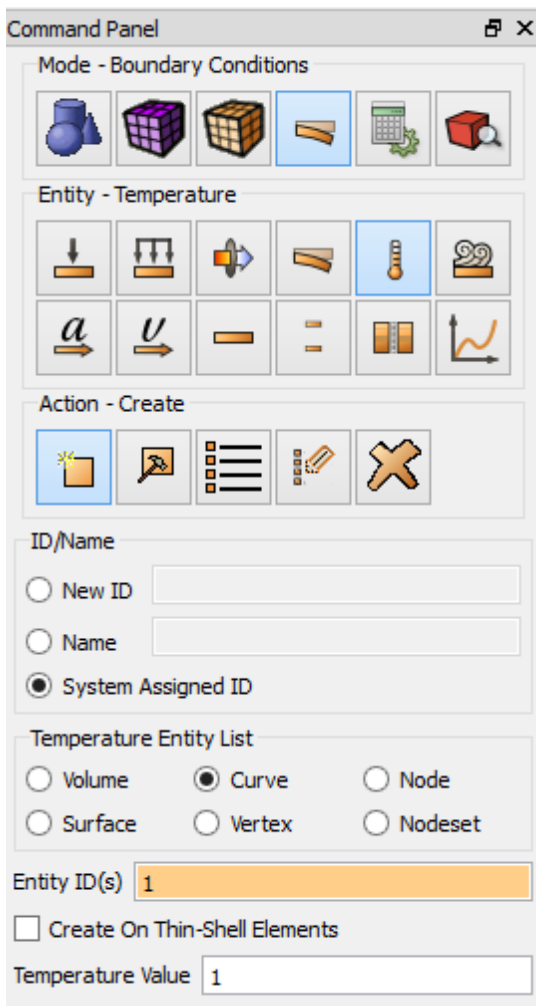 Command Panel
Mode - Boundary Conditions
Entity - Temperature
a
v
Action - Create
ID/Name
New ID
Name
System Assigned ID
Temperature Entity List
Volume Curve Node
Surface Vertex Nodeset
Entity ID(s) 1
Create On Thin-Shell Elements
Temperature Value 1